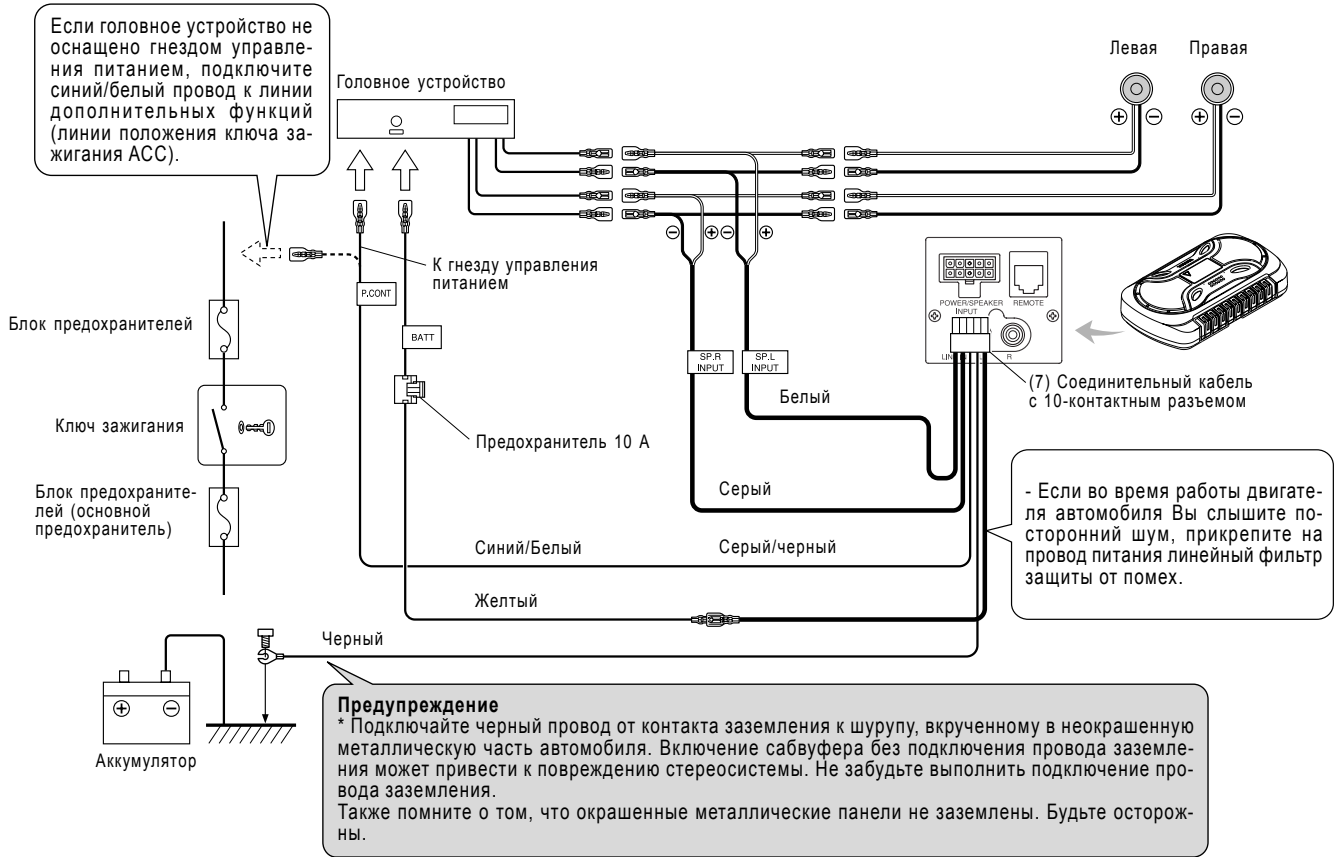 Если головное устройство не
оснащено гнездом управле-
ния питанием, подключите
синий/белый провод к линии
дополнительных функций
(линии положения ключа за-
жигания ACC).
Головное устройство
Левая
Правая
К гнезду управления
питанием
P.CONT
BATT
Блок предохранителей
Ключ зажигания
Блок предохраните-
лей (основной
предохранитель)
Предохранитель 10 А
SP.R
INPUT
SP.L
INPUT
POWER/SPEAKER
INPUT
REMOTE
R
(7) Соединительный кабель
с 10-контактным разъемом
Белый
Серый
Синий/Белый
Серый/черный
Желтый
Черный
- Если во время работы двигате-
ля автомобиля Вы слышите по-
сторонний шум, прикрепите на
провод питания линейный фильтр
защиты от помех.
Аккумулятор
Предупреждение
* Подключайте черный провод от контакта заземления к шурупу, вкрученному в неокрашенную
металлическую часть автомобиля. Включение сабвуфера без подключения провода заземле-
ния может привести к повреждению стереосистемы. Не забудьте выполнить подключение про-
вода заземления.
Также помните о том, что окрашенные металлические панели не заземлены. Будьте осторож-
ны.